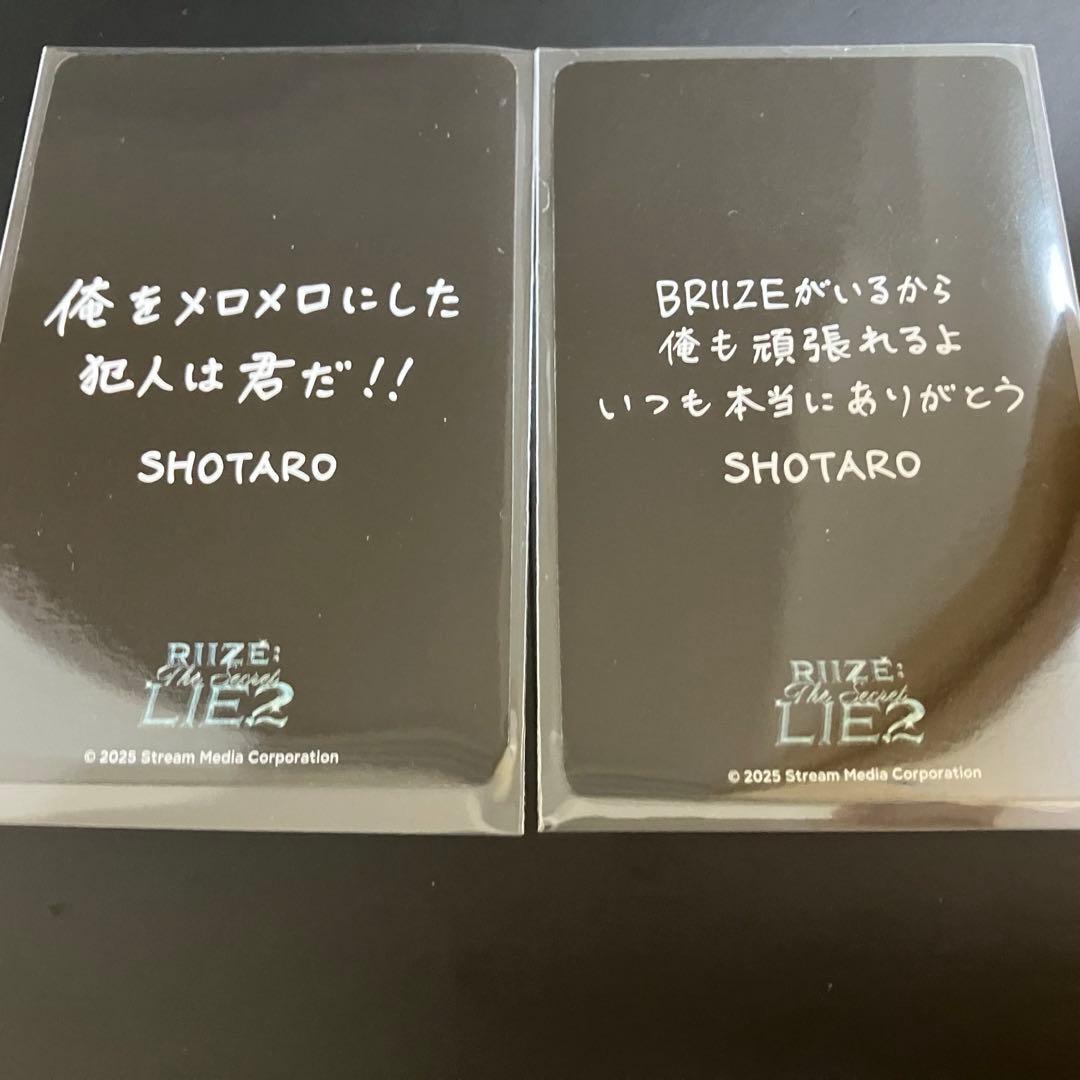 俺をメロメロにした
犯人は君だ!!
SHOTARO
RIIZE:
The Secret
LIE2
© 2025 Stream Media Corporation
BRIIZEがいるから
俺も頑張れるよ
いつも本当にありがとう
SHOTARO
RIIZE:
The Secret
LIE2
© 2025 Stream Media Corporation